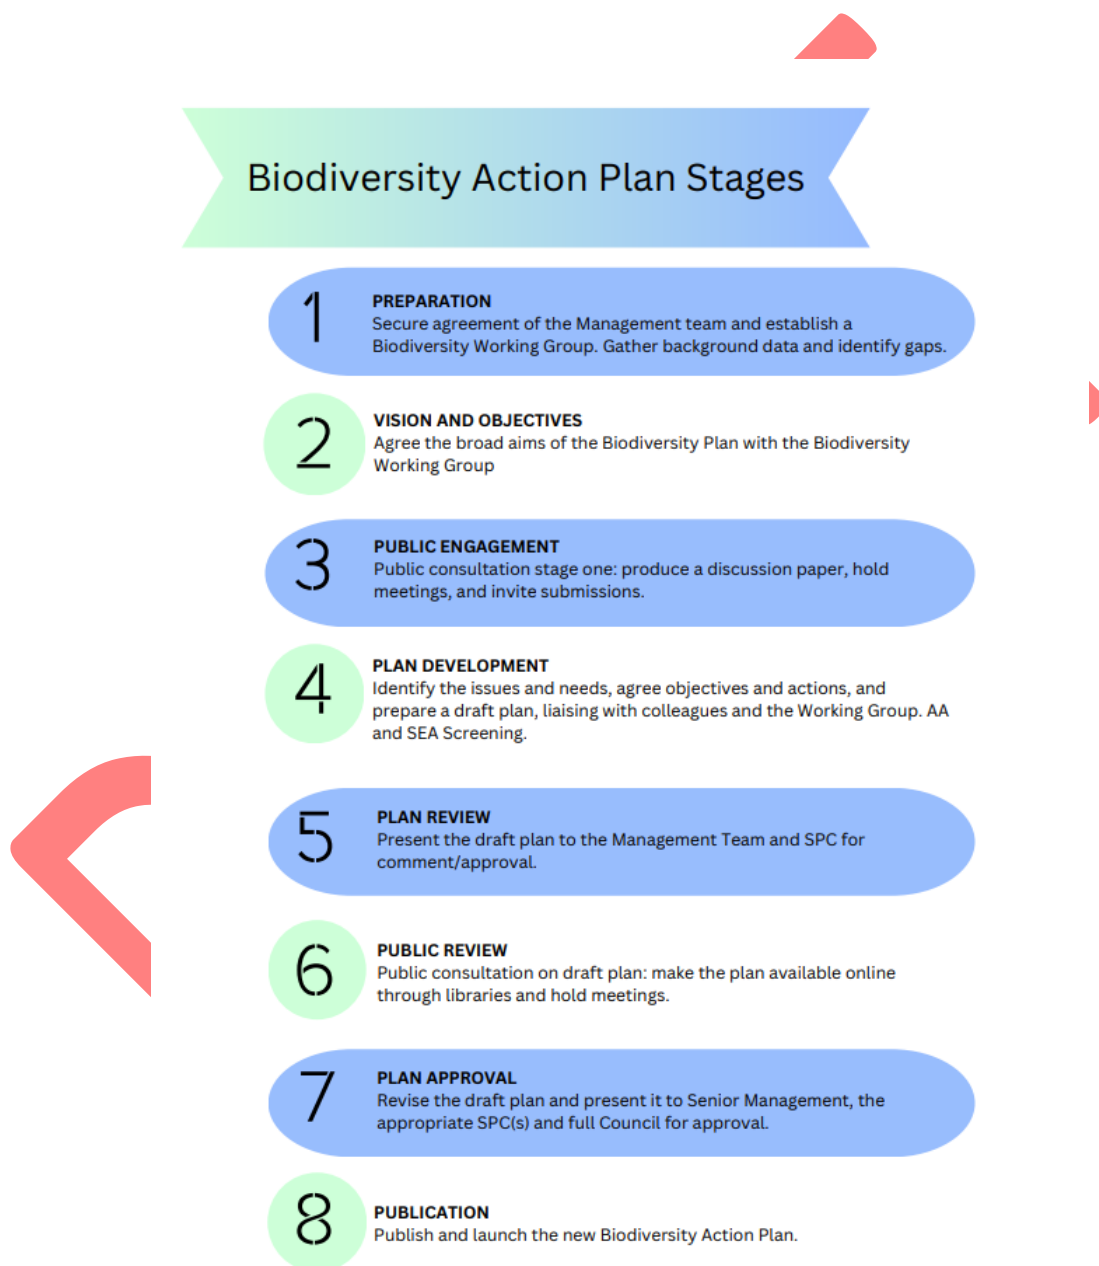 Biodiversity Action Plan Stages
1
PREPARATION
Secure agreement of the Management team and establish a
Biodiversity Working Group. Gather background data and identify gaps.
2
VISION AND OBJECTIVES
Agree the broad aims of the Biodiversity Plan with the Biodiversity
Working Group
3
PUBLIC ENGAGEMENT
Public consultation stage one: produce a discussion paper, hold
meetings, and invite submissions.
4
PLAN DEVELOPMENT
Identify the issues and needs, agree objectives and actions, and
prepare a draft plan, liaising with colleagues and the Working Group. AA
and SEA Screening.
5
PLAN REVIEW
Present the draft plan to the Management Team and SPC for
comment/approval.
6
PUBLIC REVIEW
Public consultation on draft plan: make the plan available online
through libraries and hold meetings.
7
PLAN APPROVAL
Revise the draft plan and present it to Senior Management, the
appropriate SPC(s) and full Council for approval.
8
PUBLICATION
Publish and launch the new Biodiversity Action Plan.